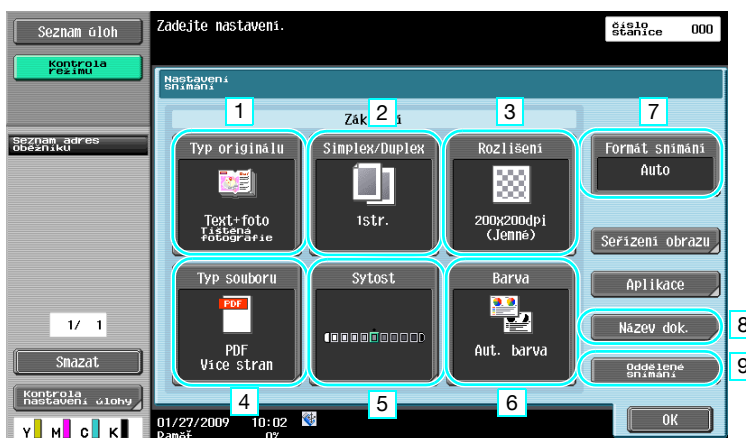 Seznam úloh
Zadejte nastavení.
číslo
stanice
000
Kontrola
režimu
Nastavení
snímání
1
2
3
7
Seznam adres
Oběžníků
Typ originálu
Simplex/Duplex
Rozlišení
Formát snímání
Auto
Text+foto
Tištěná
fotografie
1str.
200x200dpi
(Jemné)
Seřízení obrazu
Typ souboru
Sytost
Barva
Aplikace
PDF
PDF
Více stran
Aut. barva
1/ 1
Název dok.
8
Smazat
Oddělené
snímání
9
Kontrola
nastavení úlohy
4
5
6
01/27/2009 10:02
Paměť 0%
OK
Y M C K